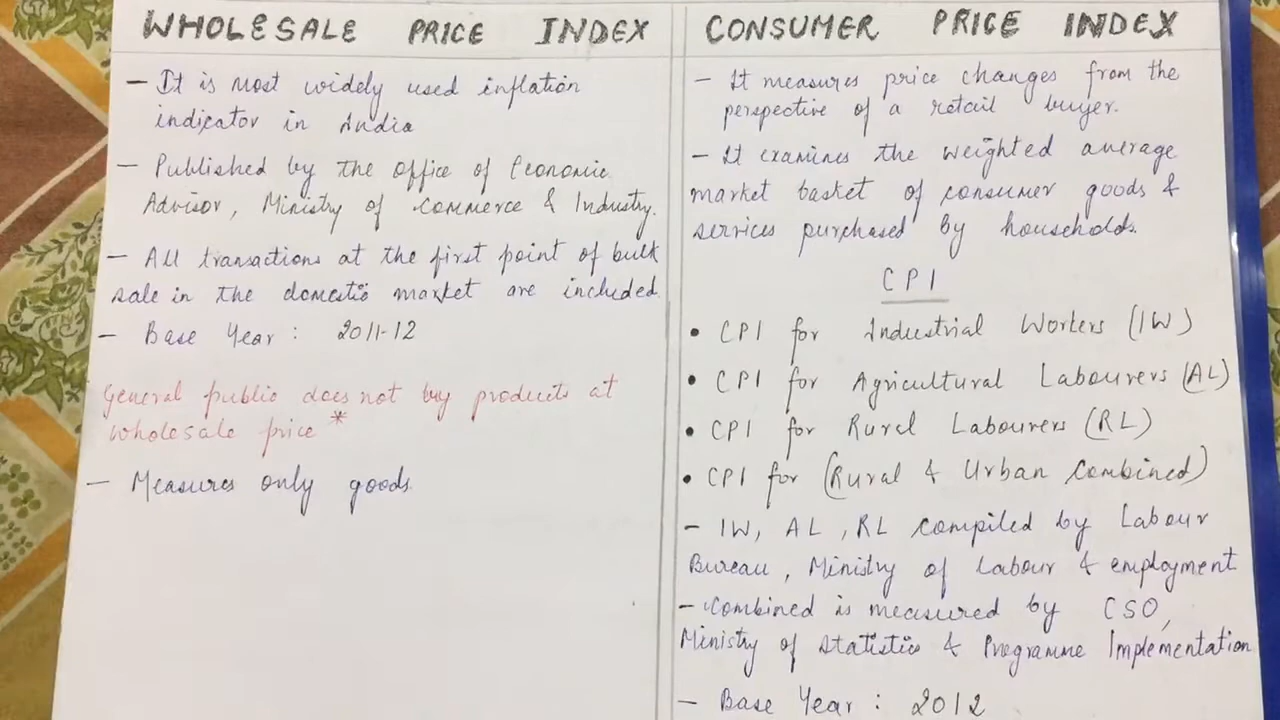 WHOLESALE PRICE INDEX
- It is most widely used inflation
indicator in India
- Published by the office of Economic
Advisor, Ministry of Commerce & Industry.
- All transactions at the first point of bulk
sale in the domestic market are included.
- Base Year : 2011-12
General public does not buy products at
wholesale price *
- Measures only goods.
CONSUMER PRICE INDEX
- It measures price changes from the
perspective of a retail buyer.
- It examines the weighted average
market basket of consumer goods &
services purchased by households.
CPI
• CPI for Industrial Workers (IW)
• CPI for Agricultural Labourers (AL)
• CPI for Rural Labourers (RL)
• CPI for (Rural & Urban Combined)
- IW, AL, RL compiled by Labour
Bureau, Ministry of Labour & employment
- Combined is measured by CSO,
Ministry of Statistics & Programme Implementation
- Base Year : 2012